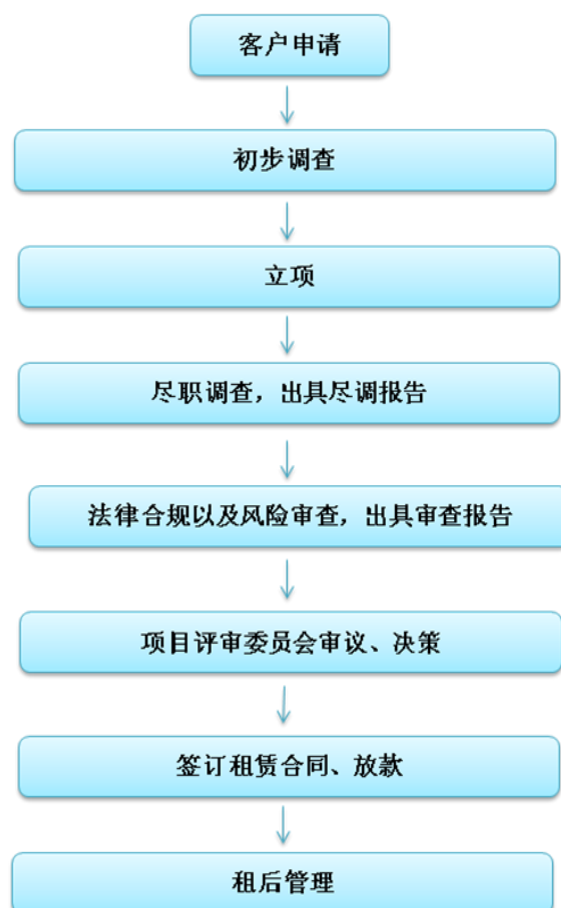 客户申请
初步调查
立项
尽职调查，出具尽调报告
法律合规以及风险审查，出具审查报告
项目评审委员会审议、决策
签订租赁合同、放款
租后管理